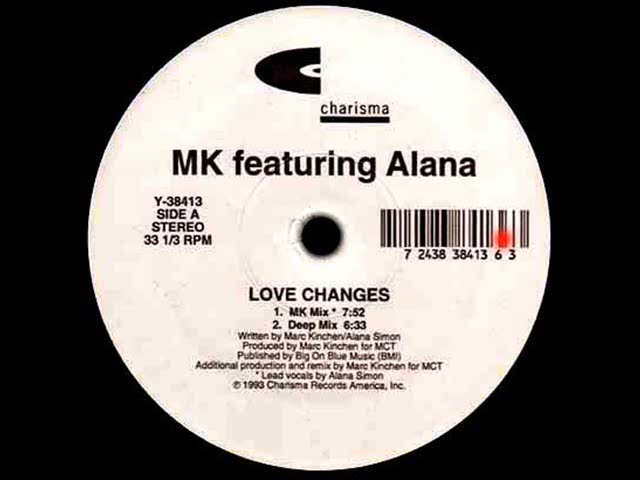 charisma
MK featuring Alana
Y-38413
SIDE A
STEREO
33 1/3 RPM
7 2438 38413 6 3
LOVE CHANGES
1. MK Mix * 7:52
2. Deep Mix 6:33
Written by Marc Kinchen/Alana Simon
Produced by Marc Kinchen for MCT
Published by Big On Blue Music (BMI)
Additional production and remix by Marc Kinchen for MCT
* Lead vocals by Alana Simon
© 1993 Charisma Records America, Inc.